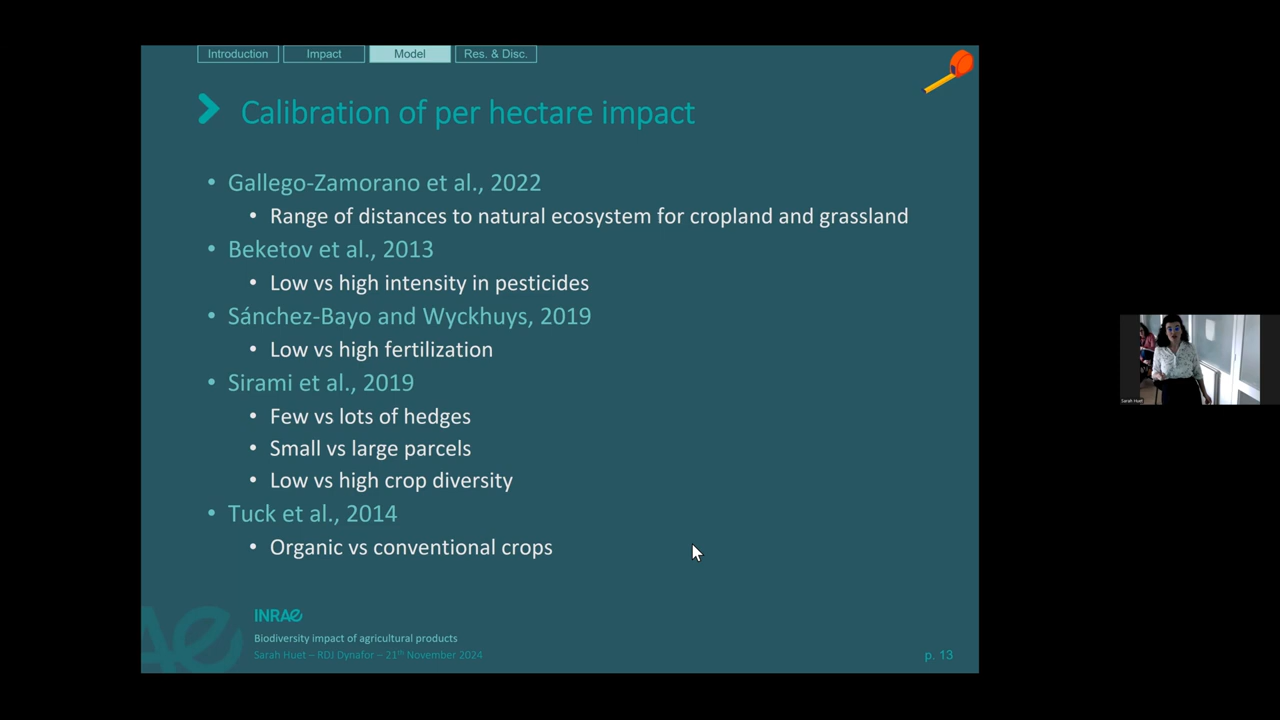 Introduction
Impact
Model
Res. & Disc.
Calibration of per hectare impact
• Gallego-Zamorano et al., 2022
• Range of distances to natural ecosystem for cropland and grassland
• Beketov et al., 2013
• Low vs high intensity in pesticides
• Sánchez-Bayo and Wyckhuys, 2019
• Low vs high fertilization
• Sirami et al., 2019
• Few vs lots of hedges
• Small vs large parcels
• Low vs high crop diversity
• Tuck et al., 2014
• Organic vs conventional crops
INRAE
Biodiversity impact of agricultural products
Sarah Huet – RDJ Dynafor – 21th November 2024
p. 13
Sarah Huet